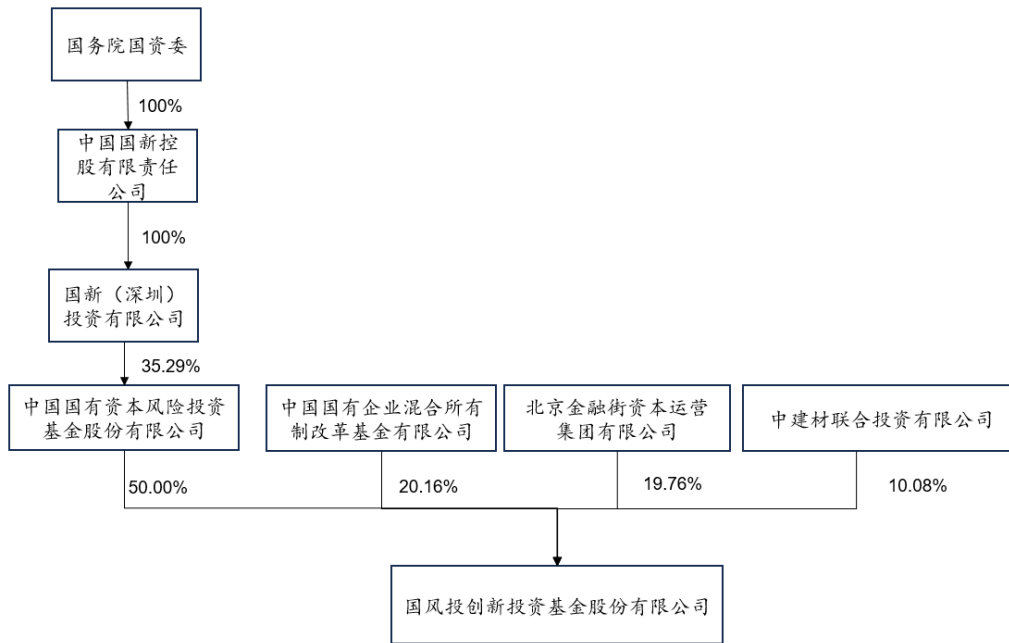 国务院国资委
100%
中国国新控
股有限责任
公司
100%
国新（深圳）
投资有限公司
35.29%
中国国有资本风险投资
基金股份有限公司
中国国有企业混合所有
制改革基金有限公司
北京金融街资本运营
集团有限公司
中建材联合投资有限公司
50.00%
20.16%
19.76%
10.08%
国风投创新投资基金股份有限公司